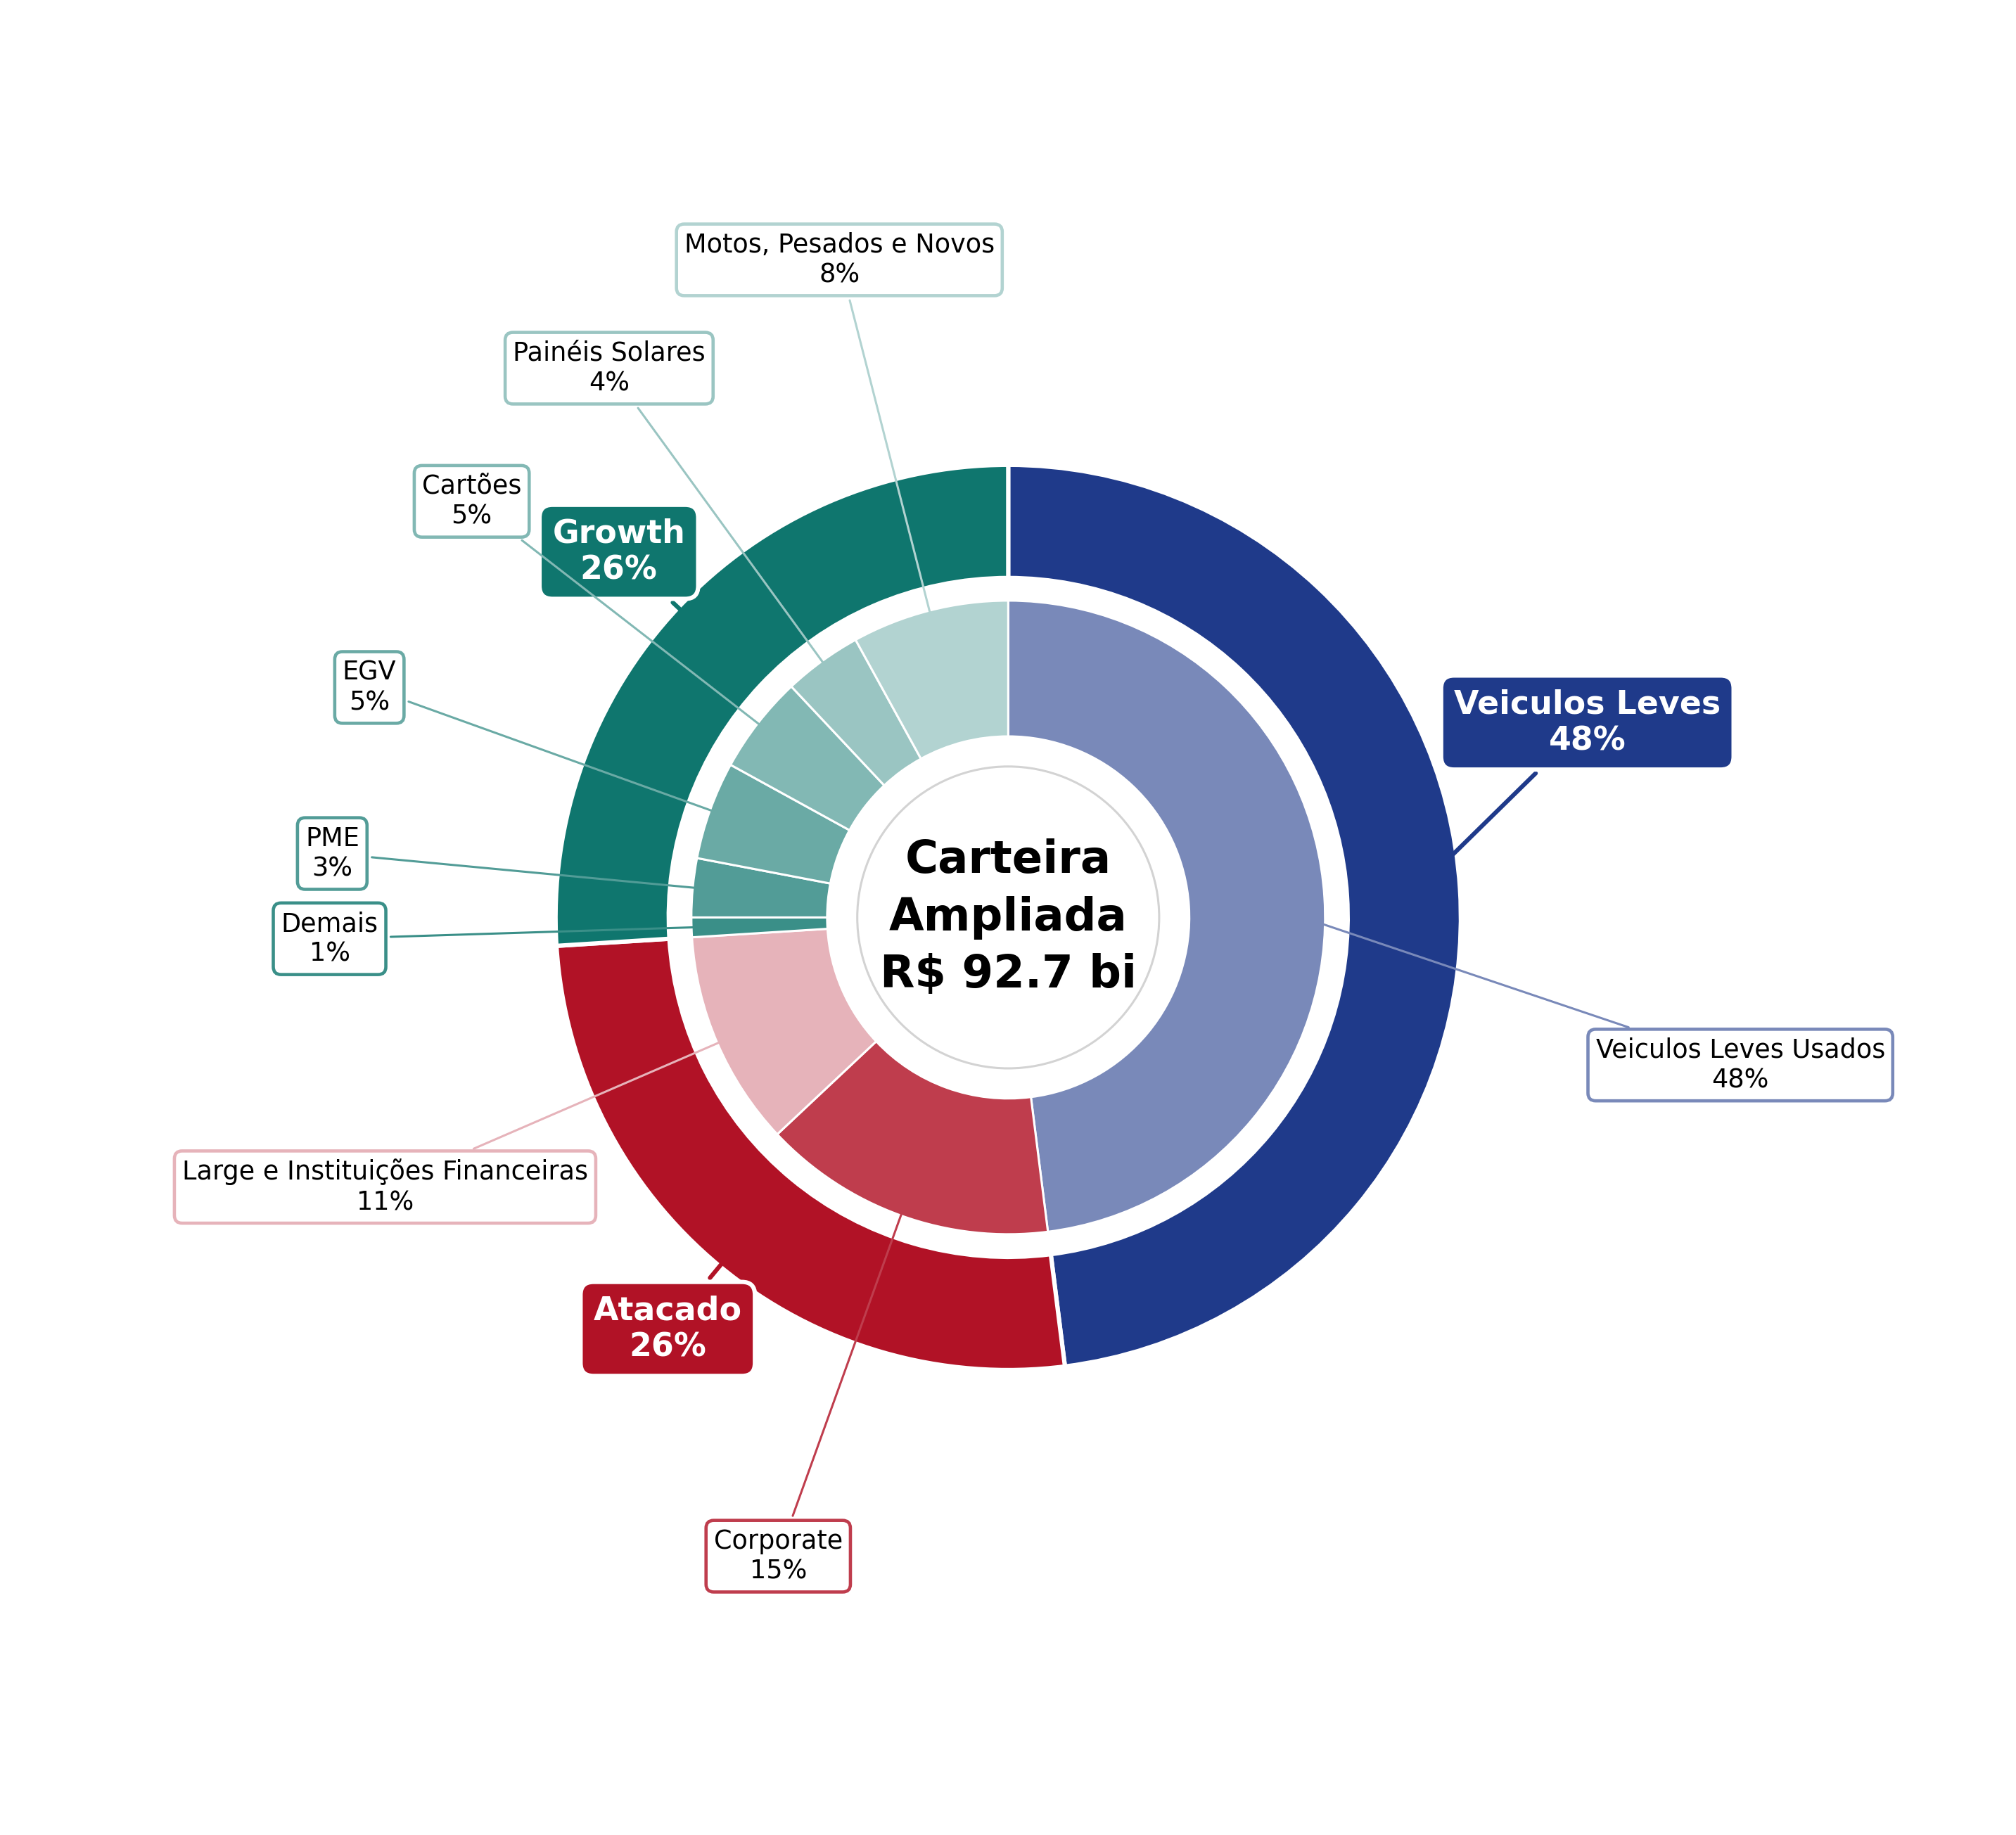 Motos, Pesados e Novos
8%
Painéis Solares
4%
Cartões
5%
Growth
26%
EGV
5%
Veiculos Leves
48%
PME
3%
Carteira
Ampliada
R$ 92.7 bi
Demais
1%
Veiculos Leves Usados
48%
Large e Instituições Financeiras
11%
Atacado
26%
Corporate
15%